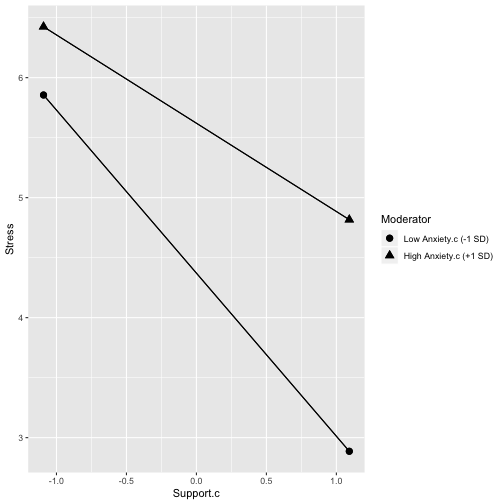 6
5
4
3
Stress
-1.0 -0.5 0.0 0.5 1.0
Support.c
Moderator
Low Anxiety.c (-1 SD)
High Anxiety.c (+1 SD)